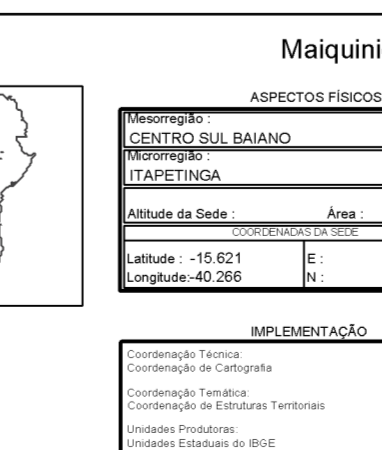 Maiquini
ASPECTOS FÍSICOS
Mesorregião :
CENTRO SUL BAIANO
Microrregião :
ITAPETINGA
Altitude da Sede : Área :
COORDENADAS DA SEDE
Latitude : -15.621 E :
Longitude:-40.266 N :
IMPLEMENTAÇÃO
Coordenação Técnica:
Coordenação de Cartografia
Coordenação Temática:
Coordenação de Estruturas Territoriais
Unidades Produtoras:
Unidades Estaduais do IBGE